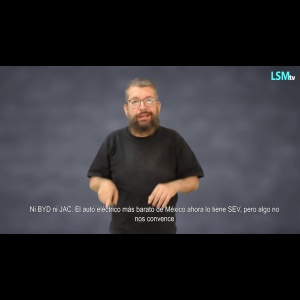 LSMtv
Ni BYD ni JAC. El auto eléctrico más barato de México ahora lo tiene SEV, pero algo no
nos convence